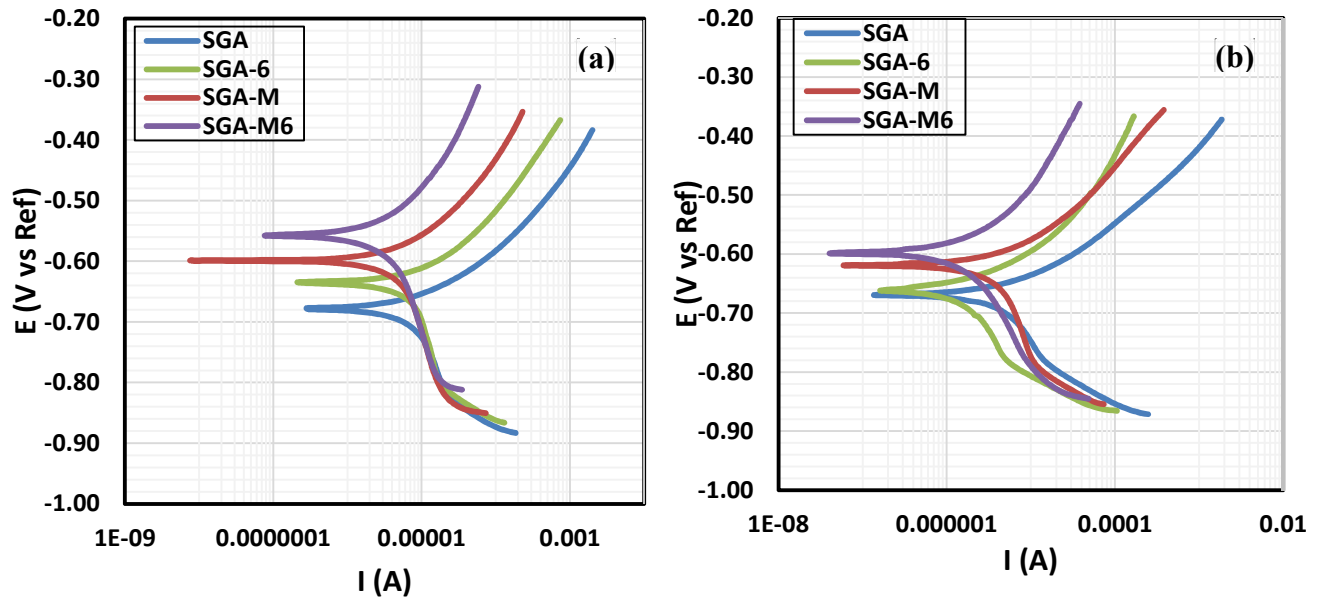 (a)
SGA
SGA-6
SGA-M
SGA-M6
E (V vs Ref)
-0.20
-0.30
-0.40
-0.50
-0.60
-0.70
-0.80
-0.90
-1.00
1E-09 0.0000001 0.00001 0.001
I (A)
(b)
SGA
SGA-6
SGA-M
SGA-M6
E (V vs Ref)
-0.20
-0.30
-0.40
-0.50
-0.60
-0.70
-0.80
-0.90
-1.00
1E-08 0.000001 0.0001 0.01
I (A)